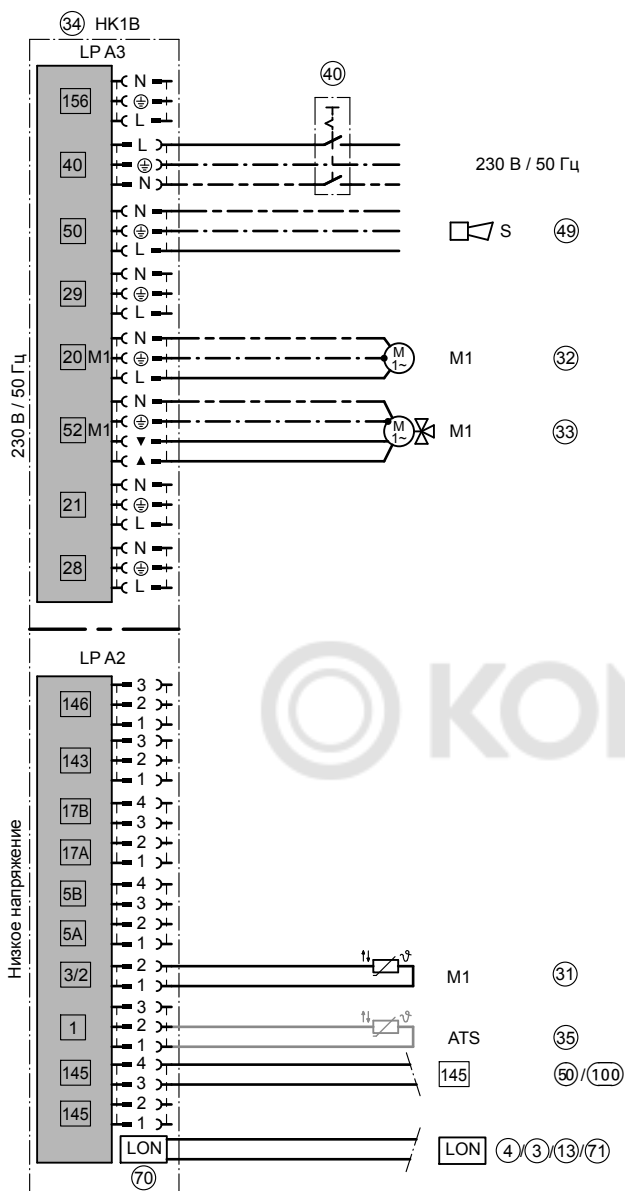 34 HK1B
LP A3
40
156 N
L
40 L
N
230 В / 50 Гц
50 N
L
S 49
29 N
L
230 В / 50 Гц
20 M1 N
L
M 1~ M1 32
52 M1 N
▼
▲
M 1~ M1 33
21 N
L
28 N
L
LP A2
KON
146 3
2
1
143 3
2
1
17B 4
3
17A 2
1
Низкое напряжение
5B 4
3
5A 2
1
3/2 2
1
ϑ
M1 31
1 3
2
1
ϑ
ATS 35
145 4
3
145 50/100
145 2
1
LON
LON 4/3/13/71
70